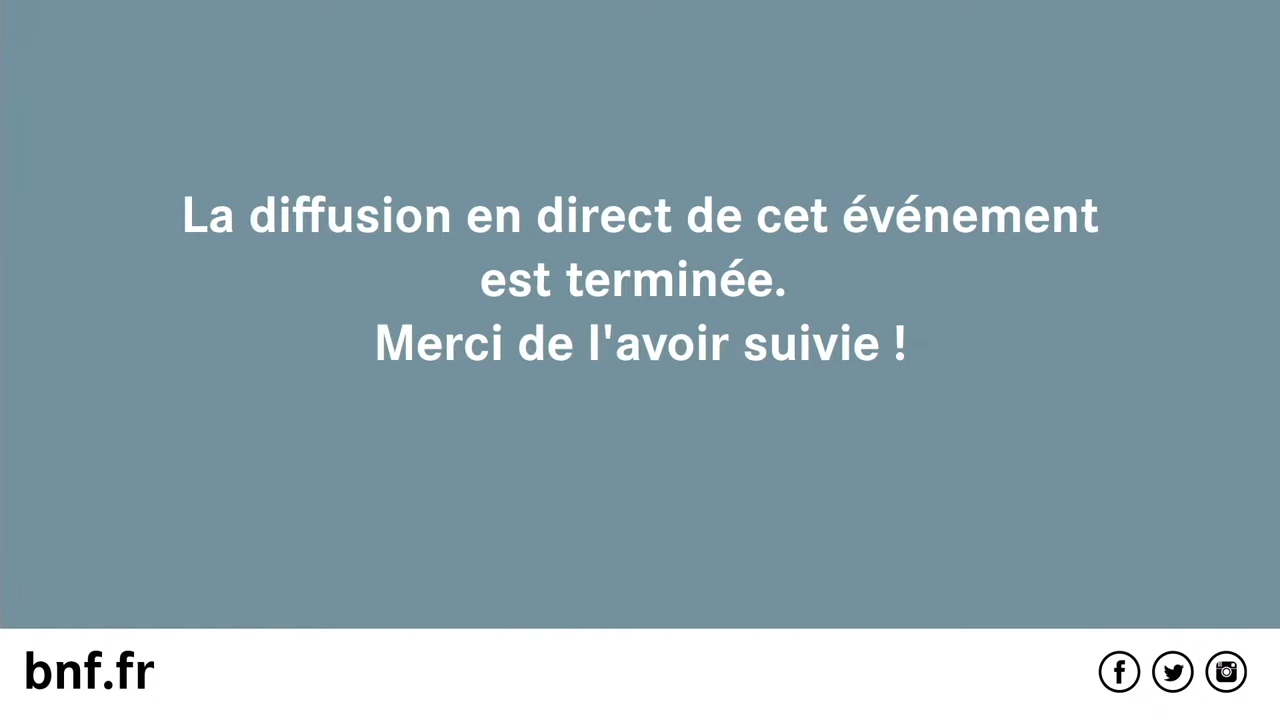 La diffusion en direct de cet événement
est terminée.
Merci de l'avoir suivie !
bnf.fr